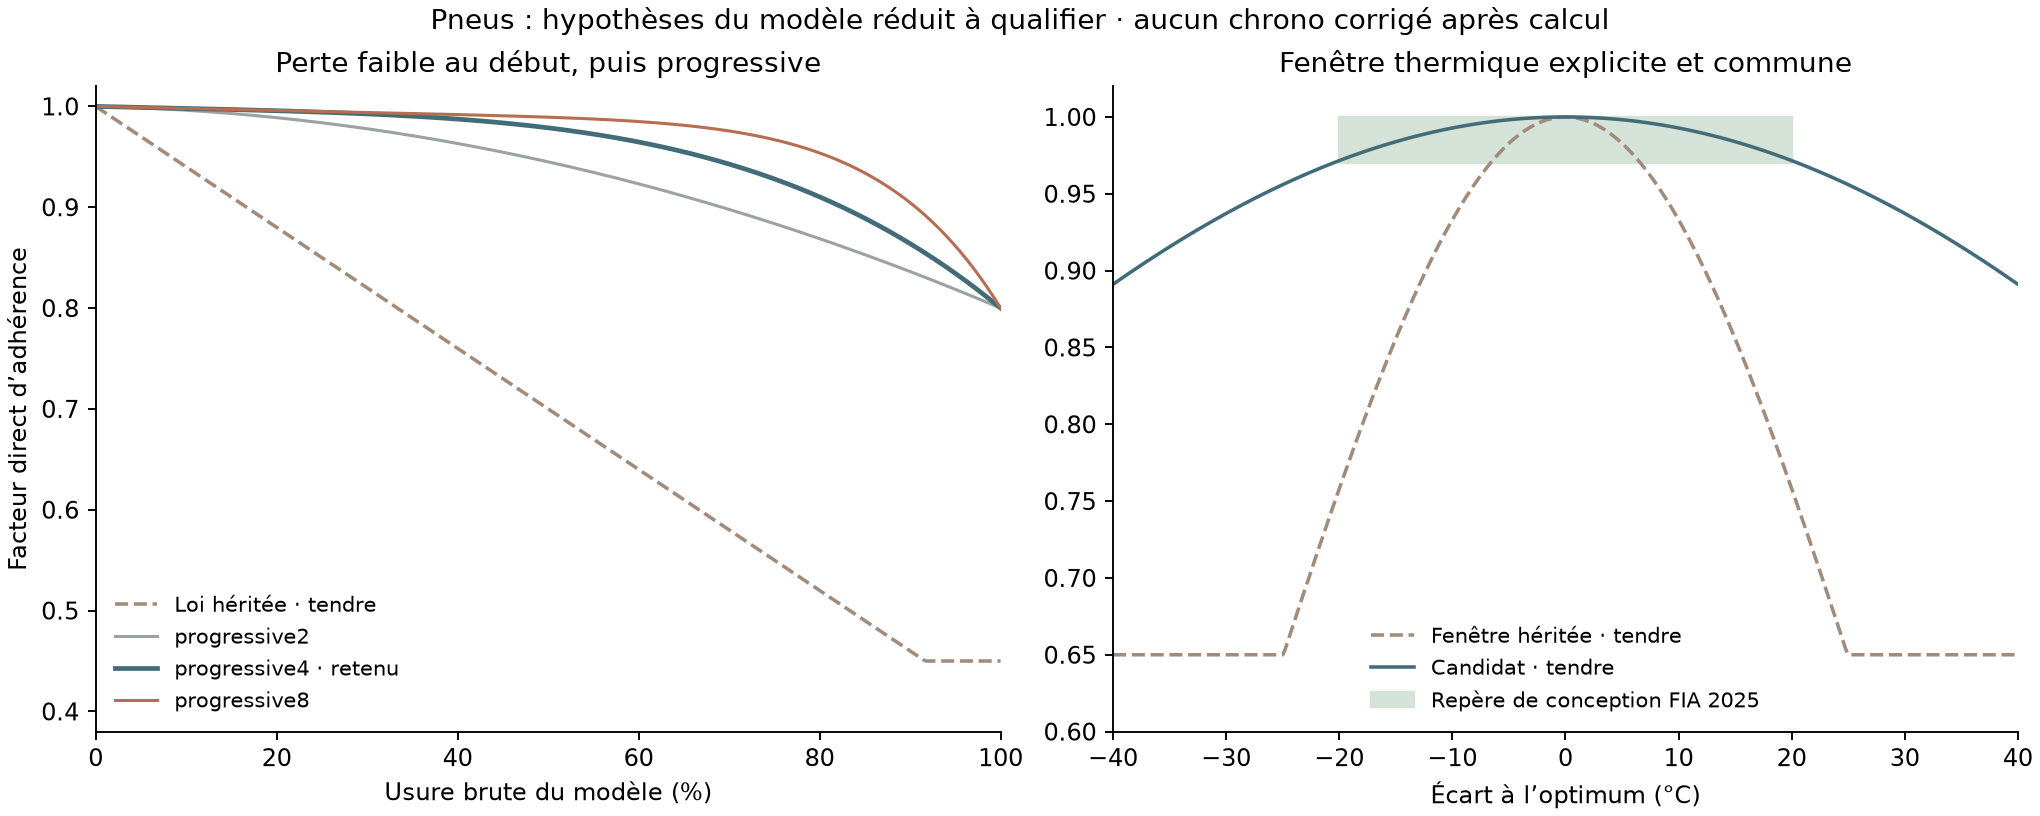 Pneus : hypothèses du modèle réduit à qualifier · aucun chrono corrigé après calcul
Perte faible au début, puis progressive
Facteur direct d’adhérence
1.0
0.9
0.8
0.7
0.6
0.5
0.4
Loi héritée · tendre
progressive2
progressive4 · retenu
progressive8
0
20
40
60
80
100
Usure brute du modèle (%)
Fenêtre thermique explicite et commune
1.00
0.95
0.90
0.85
0.80
0.75
0.70
0.65
0.60
Fenêtre héritée · tendre
Candidat · tendre
Repère de conception FIA 2025
−40
−30
−20
−10
0
10
20
30
40
Écart à l’optimum (°C)